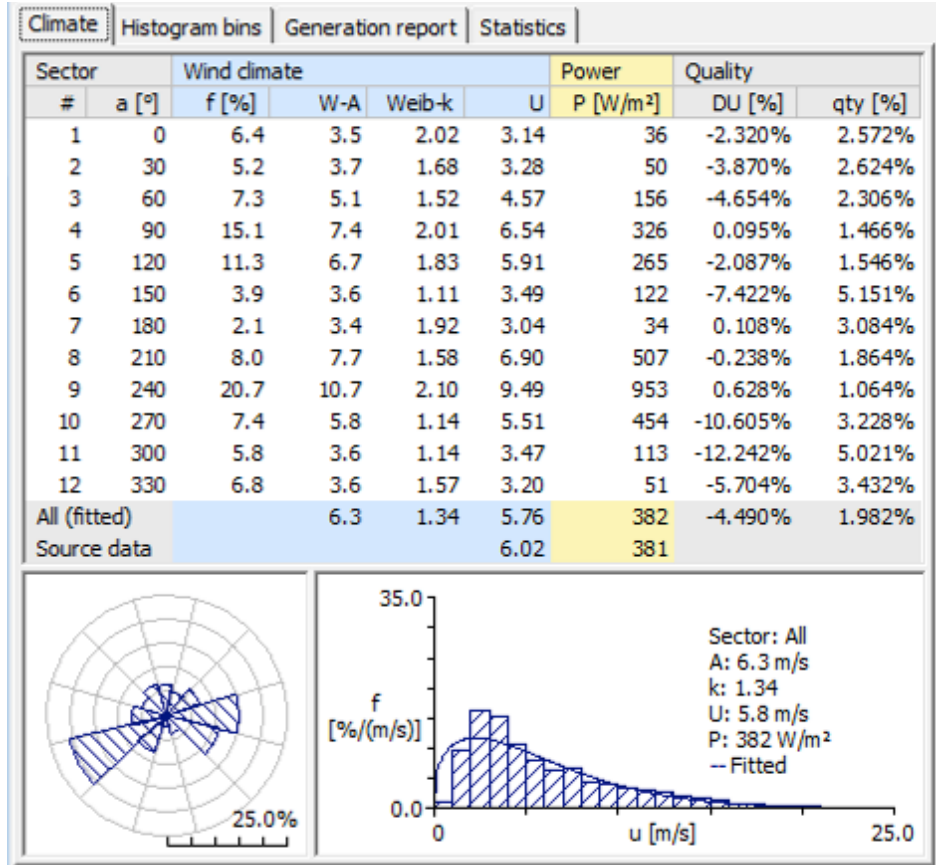 Climate Histogram bins Generation report Statistics
Sector Wind climate Power Quality
# a [°] f [%] W-A Weib-k U P [W/m²] DU [%] qty [%]
1 0 6.4 3.5 2.02 3.14 36 -2.320% 2.572%
2 30 5.2 3.7 1.68 3.28 50 -3.870% 2.624%
3 60 7.3 5.1 1.52 4.57 156 -4.654% 2.306%
4 90 15.1 7.4 2.01 6.54 326 0.095% 1.466%
5 120 11.3 6.7 1.83 5.91 265 -2.087% 1.546%
6 150 3.9 3.6 1.11 3.49 122 -7.422% 5.151%
7 180 2.1 3.4 1.92 3.04 34 0.108% 3.084%
8 210 8.0 7.7 1.58 6.90 507 -0.238% 1.864%
9 240 20.7 10.7 2.10 9.49 953 0.628% 1.064%
10 270 7.4 5.8 1.14 5.51 454 -10.605% 3.228%
11 300 5.8 3.6 1.14 3.47 113 -12.242% 5.021%
12 330 6.8 3.6 1.57 3.20 51 -5.704% 3.432%
All (fitted) 6.3 1.34 5.76 382 -4.490% 1.982%
Source data 6.02 381
25.0%
35.0
f
[%/(m/s)]
0.0
0 u [m/s] 25.0
Sector: All
A: 6.3 m/s
k: 1.34
U: 5.8 m/s
P: 382 W/m²
-- Fitted